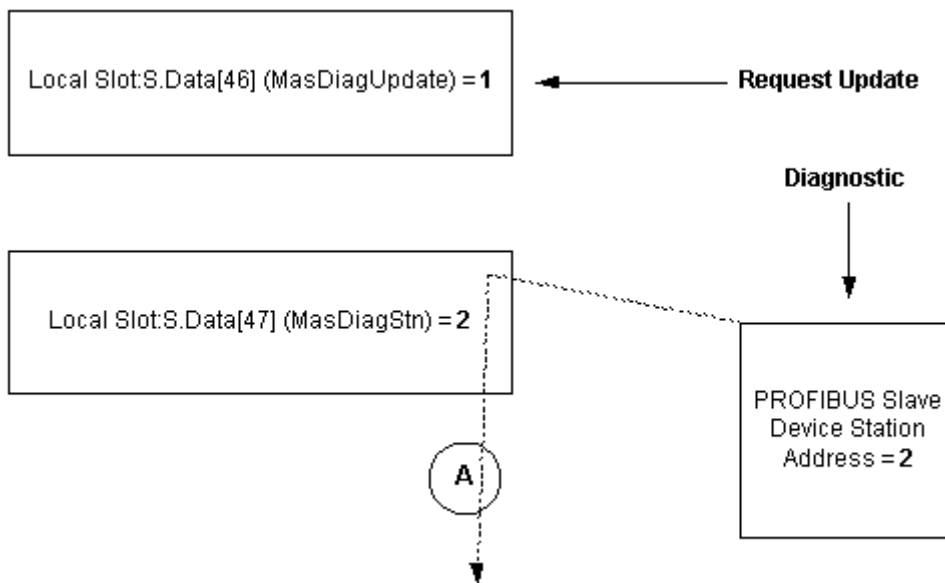 Local Slot:S.Data[46] (MasDiagUpdate) = 1
Request Update
Diagnostic
Local Slot:S.Data[47] (MasDiagStn) = 2
PROFIBUS Slave
Device Station
Address = 2
A